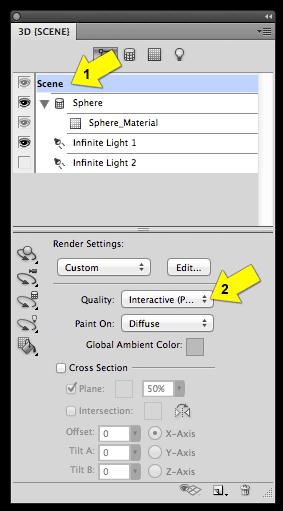 3D {SCENE}
1
Scene
Sphere
Sphere_Material
Infinite Light 1
Infinite Light 2
Render Settings:
Custom Edit...
2
Quality: Interactive (P...
Paint On: Diffuse
Global Ambient Color:
Cross Section
Plane: 50%
Intersection:
Offset: 0 X-Axis
Tilt A: 0 Y-Axis
Tilt B: 0 Z-Axis